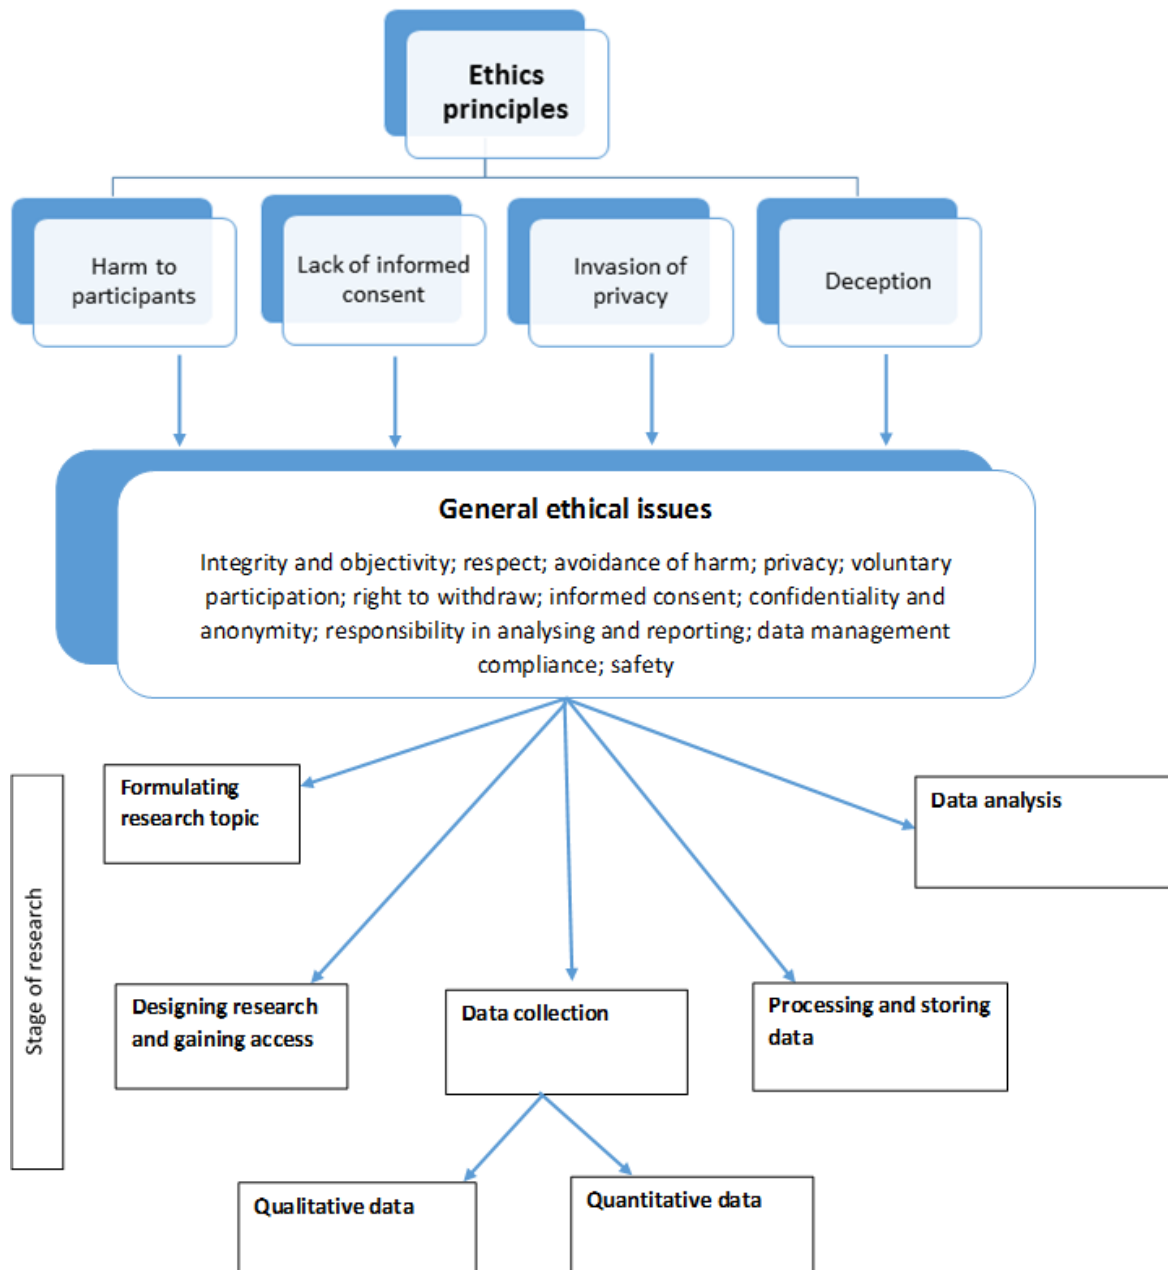 Ethics
principles
Harm to
participants
Lack of informed
consent
Invasion of
privacy
Deception
General ethical issues
Integrity and objectivity; respect; avoidance of harm; privacy; voluntary
participation; right to withdraw; informed consent; confidentiality and
anonymity; responsibility in analysing and reporting; data management
compliance; safety
Stage of research
Formulating
research topic
Data analysis
Designing research
and gaining access
Data collection
Processing and storing
data
Qualitative data
Quantitative data